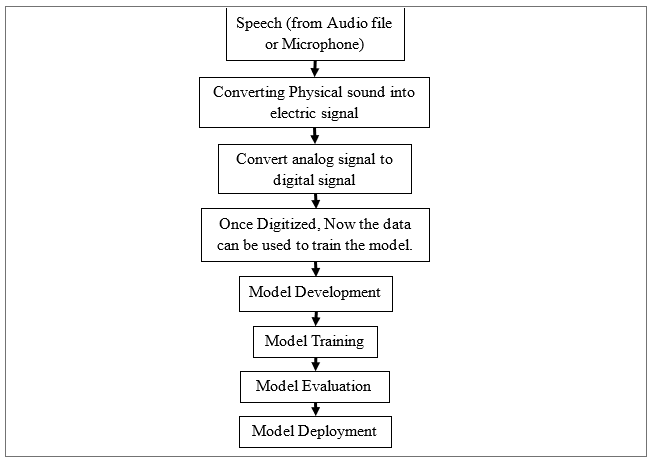 Speech (from Audio file
or Microphone)
Converting Physical sound into
electric signal
Convert analog signal to
digital signal
Once Digitized, Now the data
can be used to train the model.
Model Development
Model Training
Model Evaluation
Model Deployment